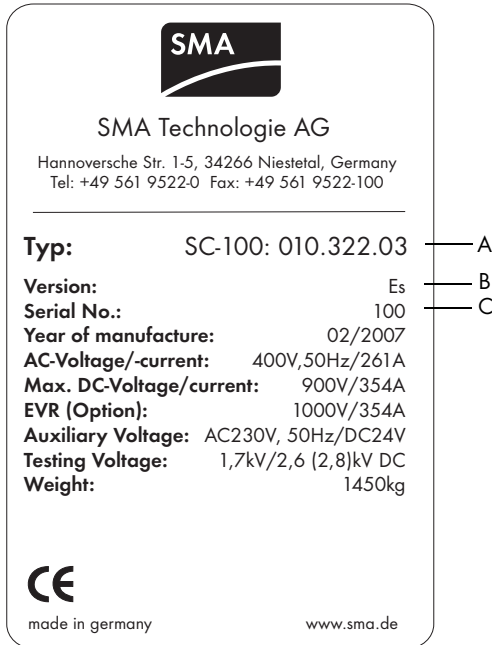 SMA
SMA Technologie AG
Hannoversche Str. 1-5, 34266 Niestetal, Germany
Tel: +49 561 9522-0 Fax: +49 561 9522-100
Typ: SC-100: 010.322.03 A
Version: Es B
Serial No.: 100 C
Year of manufacture: 02/2007
AC-Voltage/-current: 400V,50Hz/261A
Max. DC-Voltage/current: 900V/354A
EVR (Option): 1000V/354A
Auxiliary Voltage: AC230V, 50Hz/DC24V
Testing Voltage: 1,7kV/2,6 (2,8)kV DC
Weight: 1450kg
CE
made in germany www.sma.de